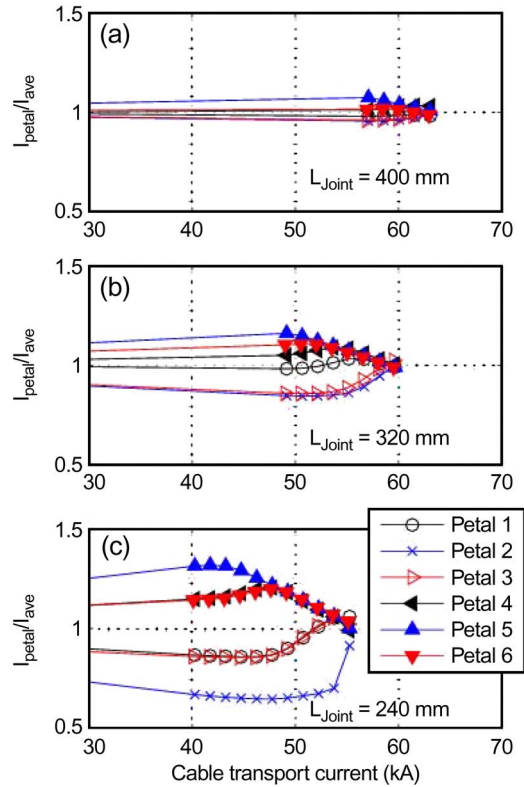 (a)
1.5
1
0.5
I_petal/I_ave
L_Joint = 400 mm
30 40 50 60 70
(b)
1.5
1
0.5
I_petal/I_ave
L_Joint = 320 mm
30 40 50 60 70
(c)
1.5
1
0.5
I_petal/I_ave
Petal 1
Petal 2
Petal 3
Petal 4
Petal 5
Petal 6
L_Joint = 240 mm
30 40 50 60 70
Cable transport current (kA)